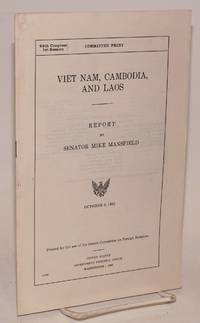 84th Congress
1st Session
COMMITTEE PRINT
VIET NAM, CAMBODIA,
AND LAOS
REPORT
BY
SENATOR MIKE MANSFIELD
OCTOBER 6, 1955
Printed for the use of the Senate Committee on Foreign Relations
UNITED STATES
GOVERNMENT PRINTING OFFICE
WASHINGTON : 1955